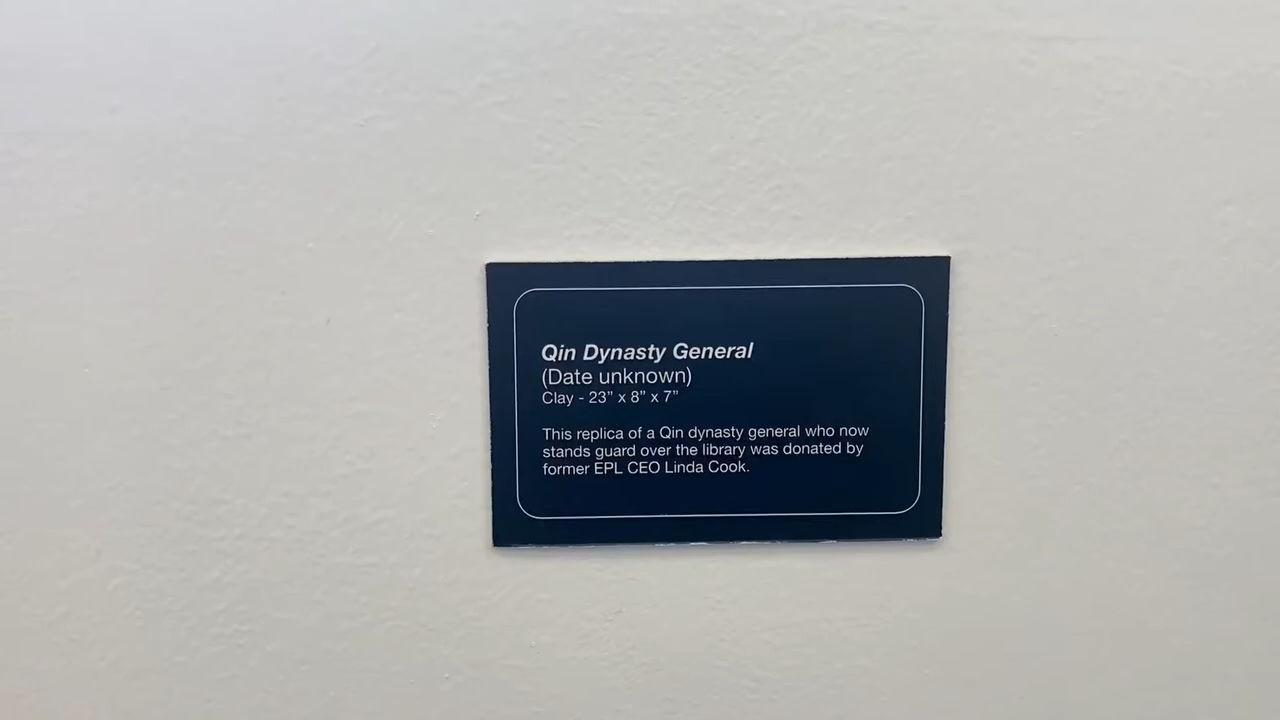 Qin Dynasty General
(Date unknown)
Clay - 23” x 8” x 7”
This replica of a Qin dynasty general who now
stands guard over the library was donated by
former EPL CEO Linda Cook.